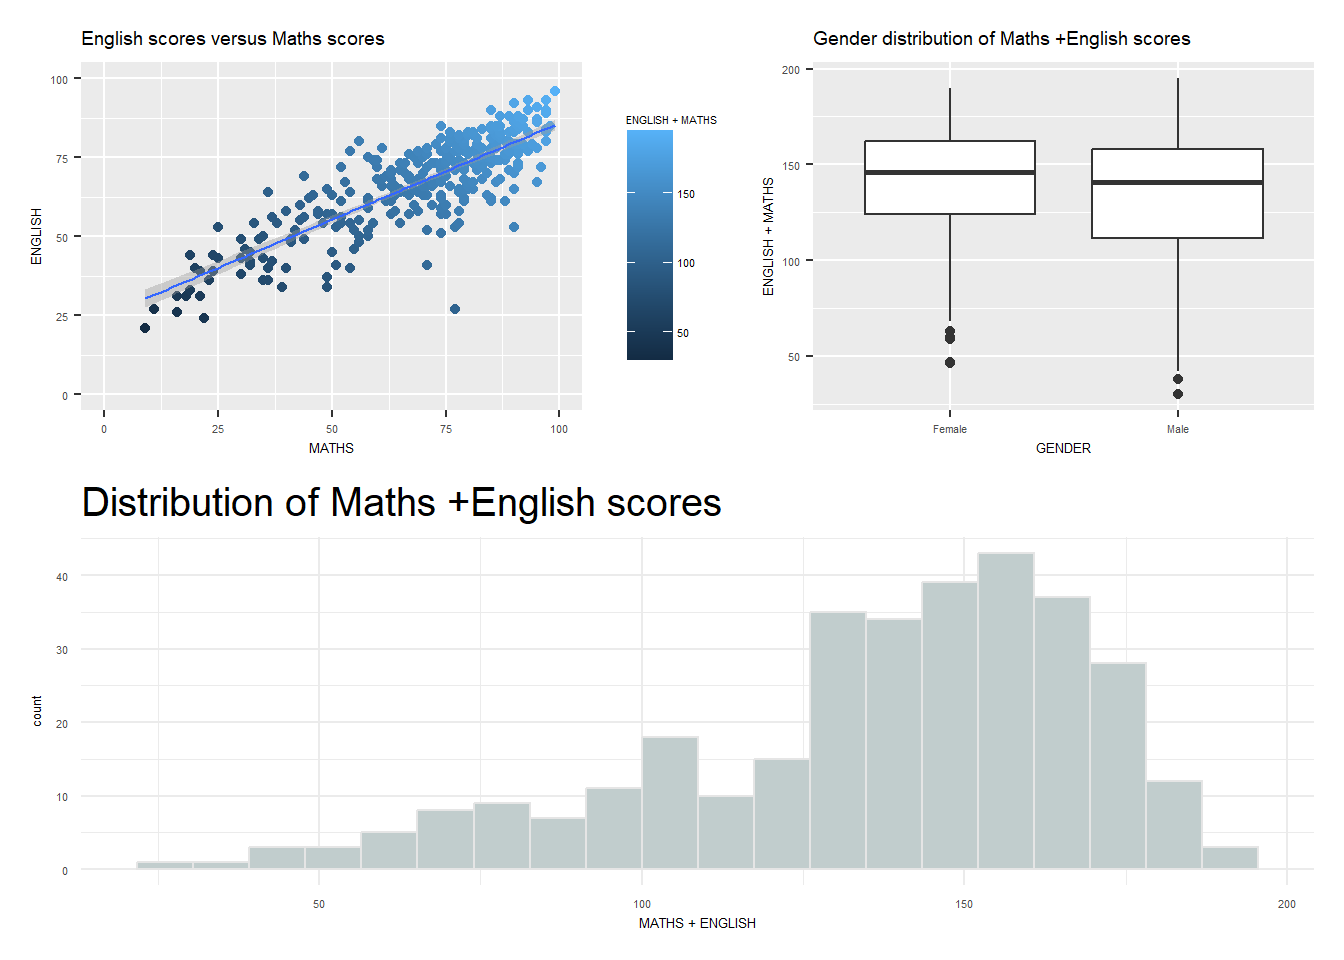 English scores versus Maths scores
100
75
50
25
0
ENGLISH
0 25 50 75 100
MATHS
ENGLISH + MATHS
150
100
50
Gender distribution of Maths +English scores
200
150
100
50
ENGLISH + MATHS
Female Male
GENDER
Distribution of Maths +English scores
40
30
20
10
0
count
50 100 150 200
MATHS + ENGLISH